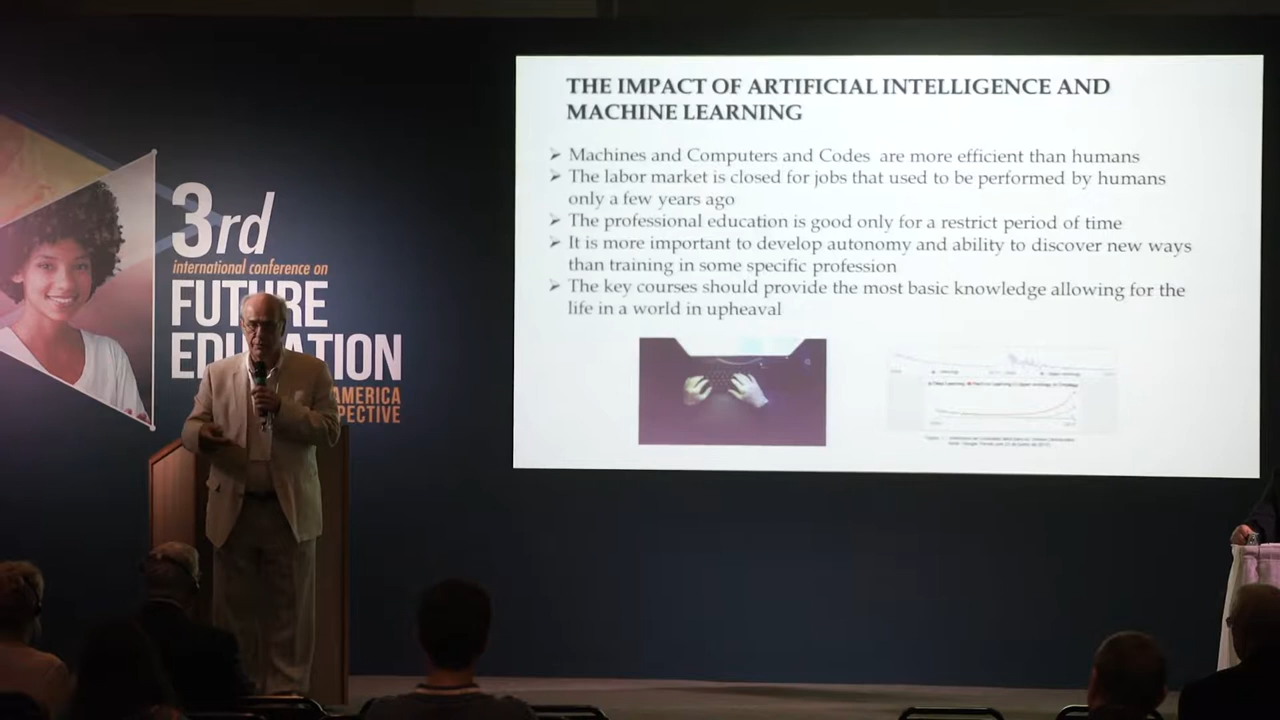 3rd
international conference on
FUTURE
EDUCATION
AMERICA
PECTIVE
THE IMPACT OF ARTIFICIAL INTELLIGENCE AND
MACHINE LEARNING
➢ Machines and Computers and Codes are more efficient than humans
➢ The labor market is closed for jobs that used to be performed by humans
only a few years ago
➢ The professional education is good only for a restrict period of time
➢ It is more important to develop autonomy and ability to discover new ways
than training in some specific profession
➢ The key courses should provide the most basic knowledge allowing for the
life in a world in upheaval